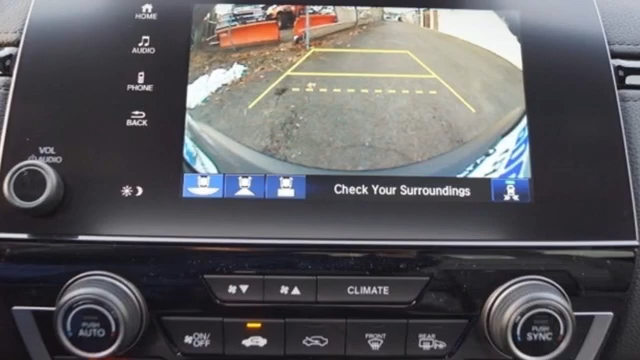 HOME
AUDIO
PHONE
BACK
VOL
AUDIO
Check Your Surroundings
CLIMATE
PUSH
AUTO
ON/
OFF
FRONT
REAR
PUSH
SYNC